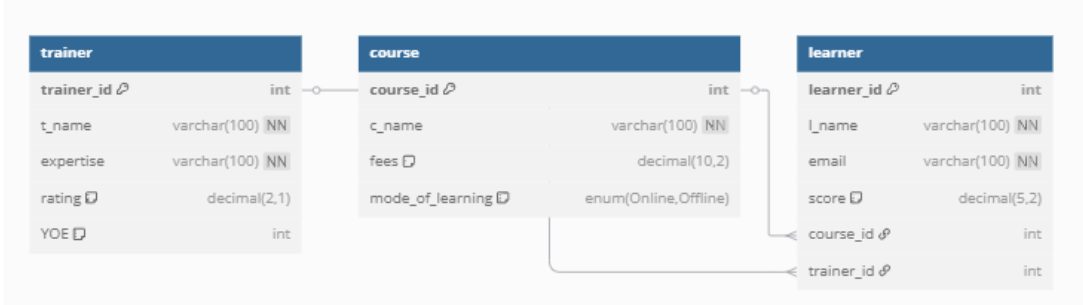 trainer
trainer_id int
t_name varchar(100) NN
expertise varchar(100) NN
rating decimal(2,1)
YOE int
course
course_id int
c_name varchar(100) NN
fees decimal(10,2)
mode_of_learning enum(Online,Offline)
learner
learner_id int
l_name varchar(100) NN
email varchar(100) NN
score decimal(5,2)
course_id int
trainer_id int